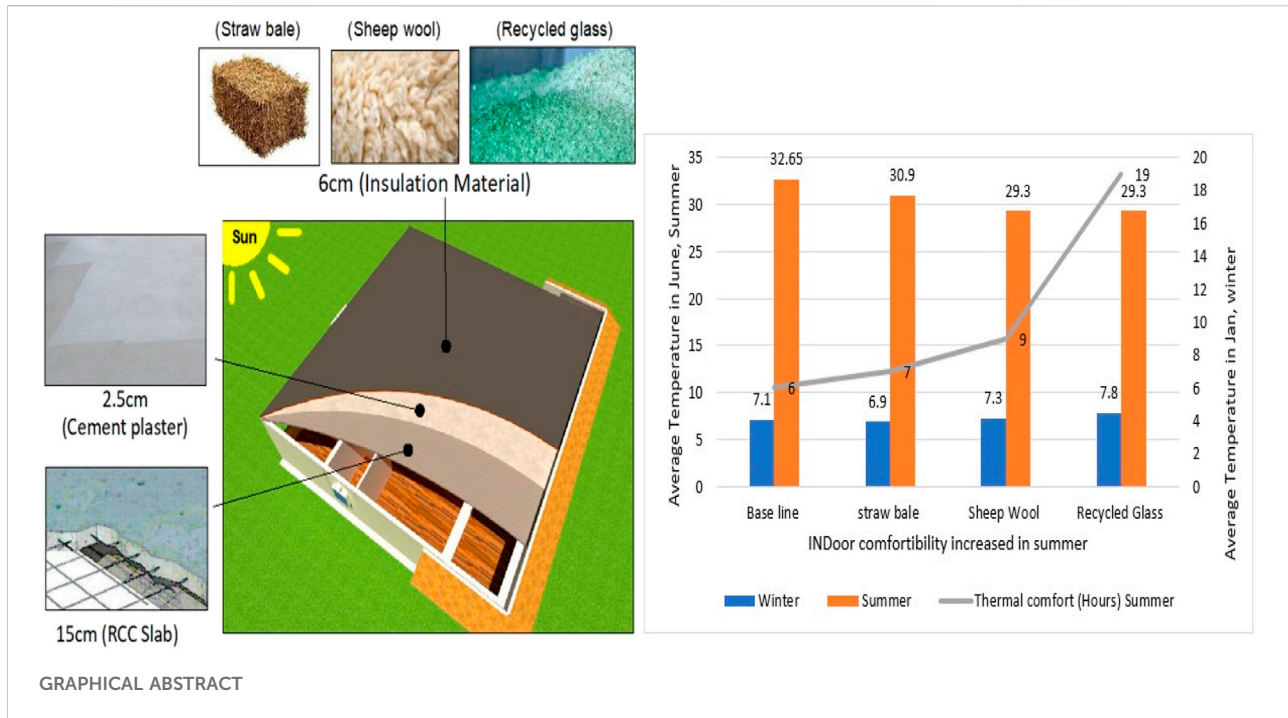 (Straw bale)
(Sheep wool)
(Recycled glass)
6cm (Insulation Material)
Sun
2.5cm
(Cement plaster)
15cm (RCC Slab)
Average Temperature in June, Summer
35
30
25
20
15
10
5
0
32.65
30.9
29.3
29.3
19
6
7
9
7.1
6.9
7.3
7.8
20
18
16
14
12
10
8
6
4
2
0
Average Temperature in Jan, winter
Base line
straw bale
Sheep Wool
Recycled Glass
INDoor comfortibility increased in summer
Winter
Summer
Thermal comfort (Hours) Summer
GRAPHICAL ABSTRACT